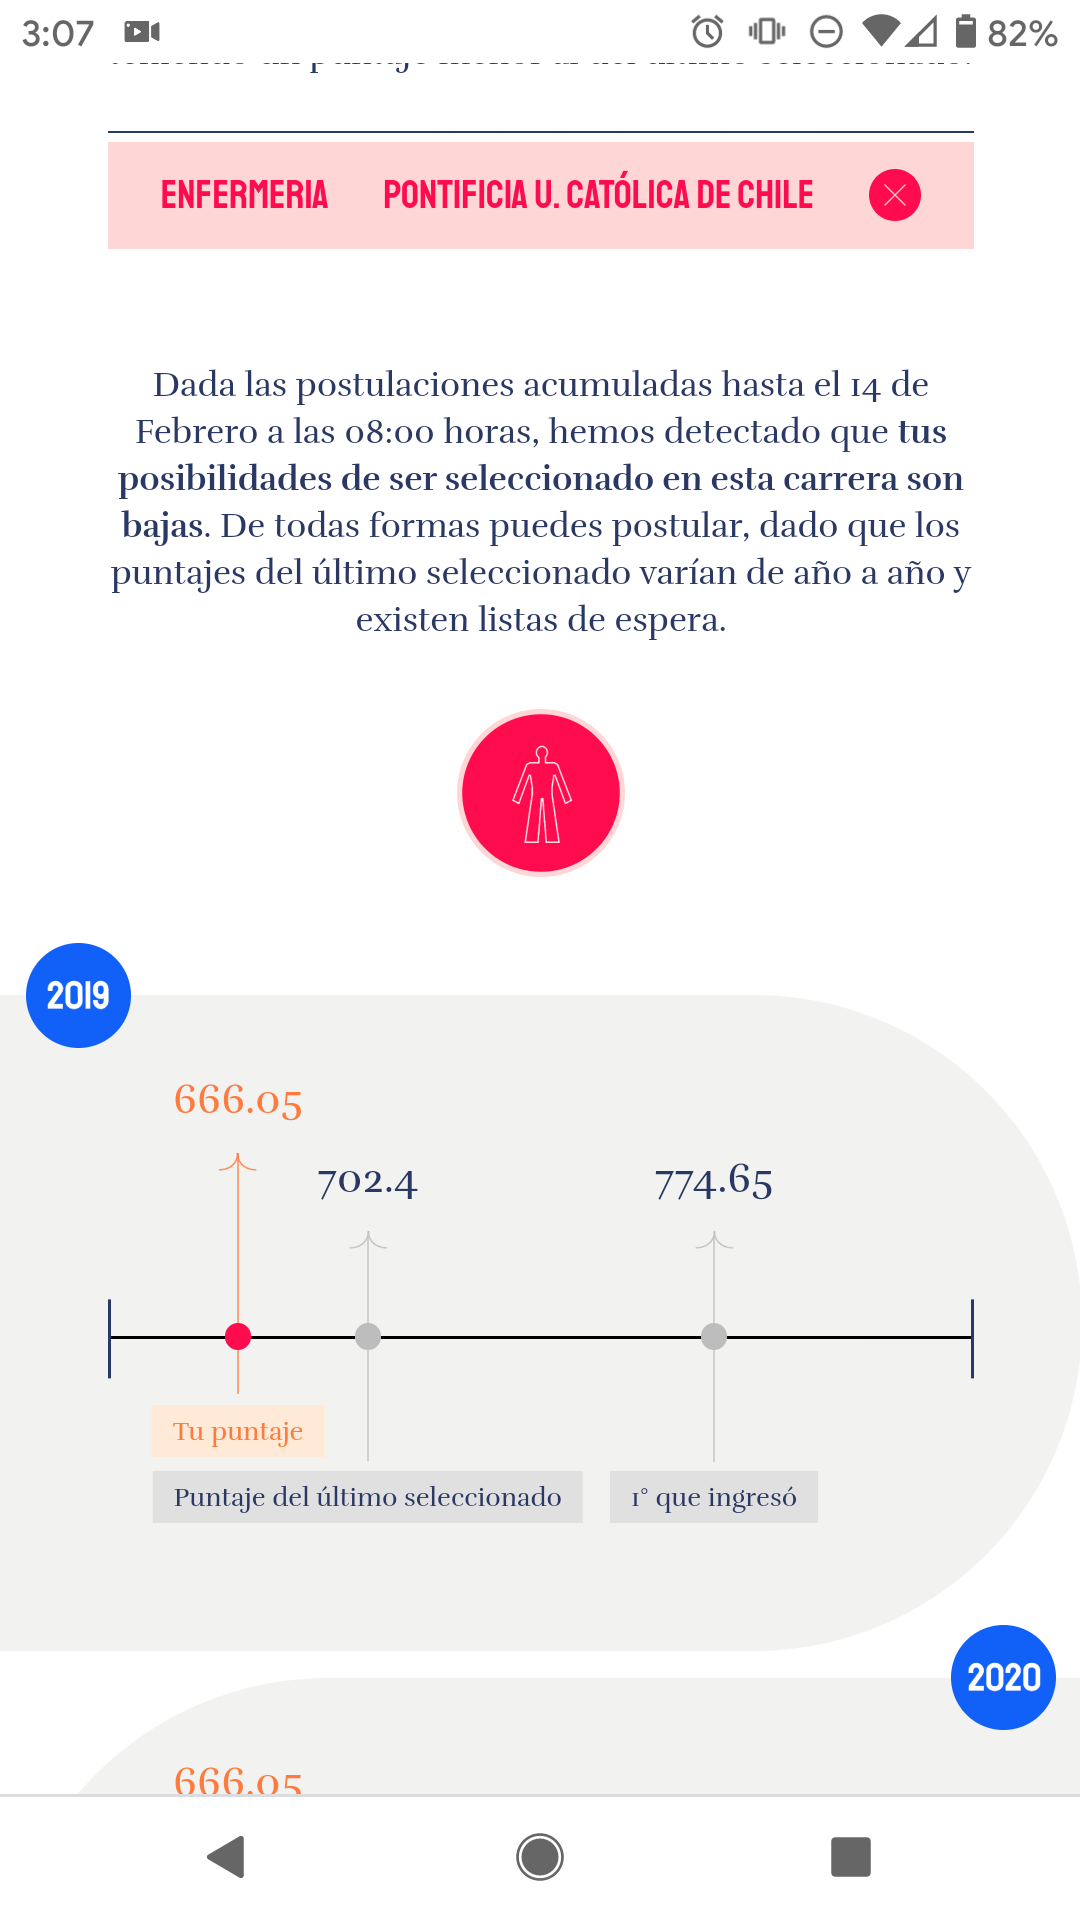 3:07
82%
ENFERMERIA PONTIFICIA U. CATÓLICA DE CHILE
Dada las postulaciones acumuladas hasta el 14 de
Febrero a las 08:00 horas, hemos detectado que tus
posibilidades de ser seleccionado en esta carrera son
bajas. De todas formas puedes postular, dado que los
puntajes del último seleccionado varían de año a año y
existen listas de espera.
2019
666.05
702.4
774.65
Tu puntaje
Puntaje del último seleccionado
1° que ingresó
2020
666.05